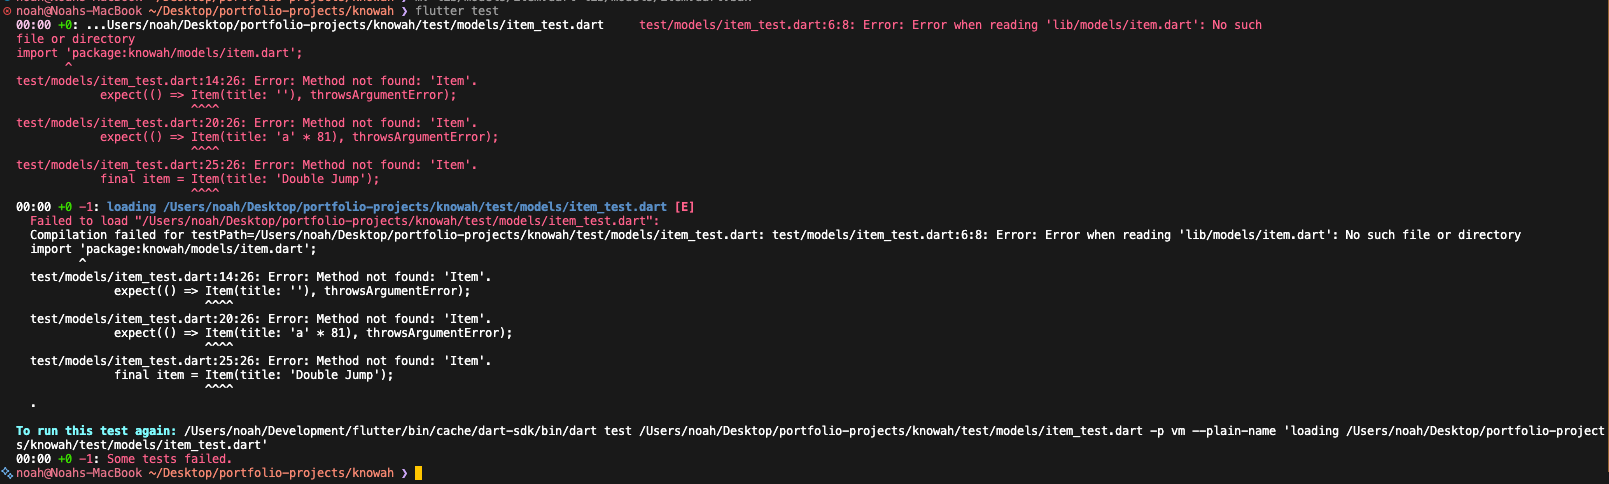 noah@Noahs-MacBook ~/Desktop/portfolio-projects/knowah ❯ flutter test
00:00 +0: ...Users/noah/Desktop/portfolio-projects/knowah/test/models/item_test.dart     test/models/item_test.dart:6:8: Error: Error when reading 'lib/models/item.dart': No such
file or directory
import 'package:knowah/models/item.dart';
       ^
test/models/item_test.dart:14:26: Error: Method not found: 'Item'.
            expect(() => Item(title: ''), throwsArgumentError);
                         ^^^^
test/models/item_test.dart:20:26: Error: Method not found: 'Item'.
            expect(() => Item(title: 'a' * 81), throwsArgumentError);
                         ^^^^
test/models/item_test.dart:25:26: Error: Method not found: 'Item'.
            final item = Item(title: 'Double Jump');
                         ^^^^
00:00 +0 -1: loading /Users/noah/Desktop/portfolio-projects/knowah/test/models/item_test.dart [E]
  Failed to load "/Users/noah/Desktop/portfolio-projects/knowah/test/models/item_test.dart":
  Compilation failed for testPath=/Users/noah/Desktop/portfolio-projects/knowah/test/models/item_test.dart: test/models/item_test.dart:6:8: Error: Error when reading 'lib/models/item.dart': No such file or directory
  import 'package:knowah/models/item.dart';
         ^
  test/models/item_test.dart:14:26: Error: Method not found: 'Item'.
              expect(() => Item(title: ''), throwsArgumentError);
                           ^^^^
  test/models/item_test.dart:20:26: Error: Method not found: 'Item'.
              expect(() => Item(title: 'a' * 81), throwsArgumentError);
                           ^^^^
  test/models/item_test.dart:25:26: Error: Method not found: 'Item'.
              final item = Item(title: 'Double Jump');
                           ^^^^
  .
To run this test again: /Users/noah/Development/flutter/bin/cache/dart-sdk/bin/dart test /Users/noah/Desktop/portfolio-projects/knowah/test/models/item_test.dart -p vm --plain-name 'loading /Users/noah/Desktop/portfolio-project
s/knowah/test/models/item_test.dart'
00:00 +0 -1: Some tests failed.
noah@Noahs-MacBook ~/Desktop/portfolio-projects/knowah ❯